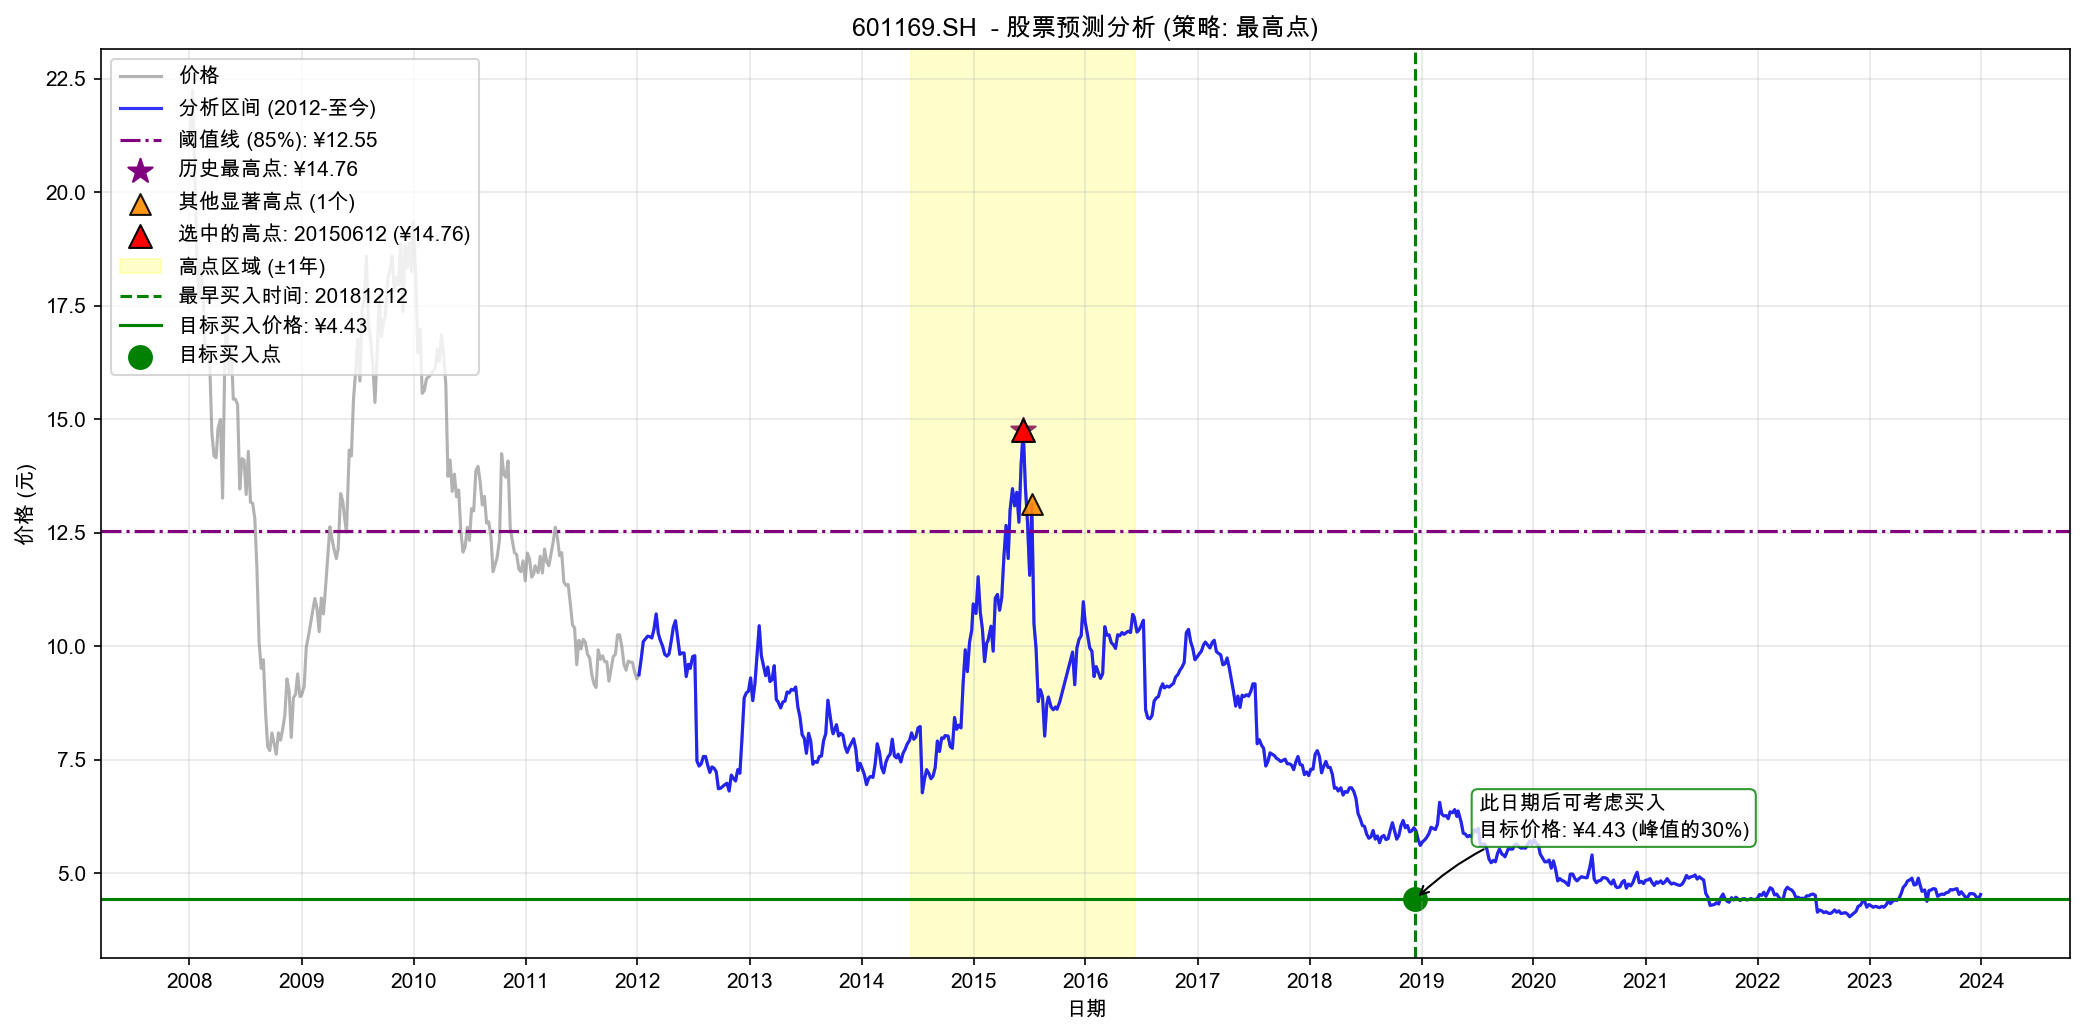 601169.SH - 股票预测分析 (策略: 最高点)
价格
分析区间 (2012-至今)
阈值线 (85%): ¥12.55
历史最高点: ¥14.76
其他显著高点 (1个)
选中的高点: 20150612 (¥14.76)
高点区域 (±1年)
最早买入时间: 20181212
目标买入价格: ¥4.43
目标买入点
22.5
20.0
17.5
15.0
12.5
10.0
7.5
5.0
价格 (元)
此日期后可考虑买入
目标价格: ¥4.43 (峰值的30%)
2008 2009 2010 2011 2012 2013 2014 2015 2016 2017 2018 2019 2020 2021 2022 2023 2024
日期